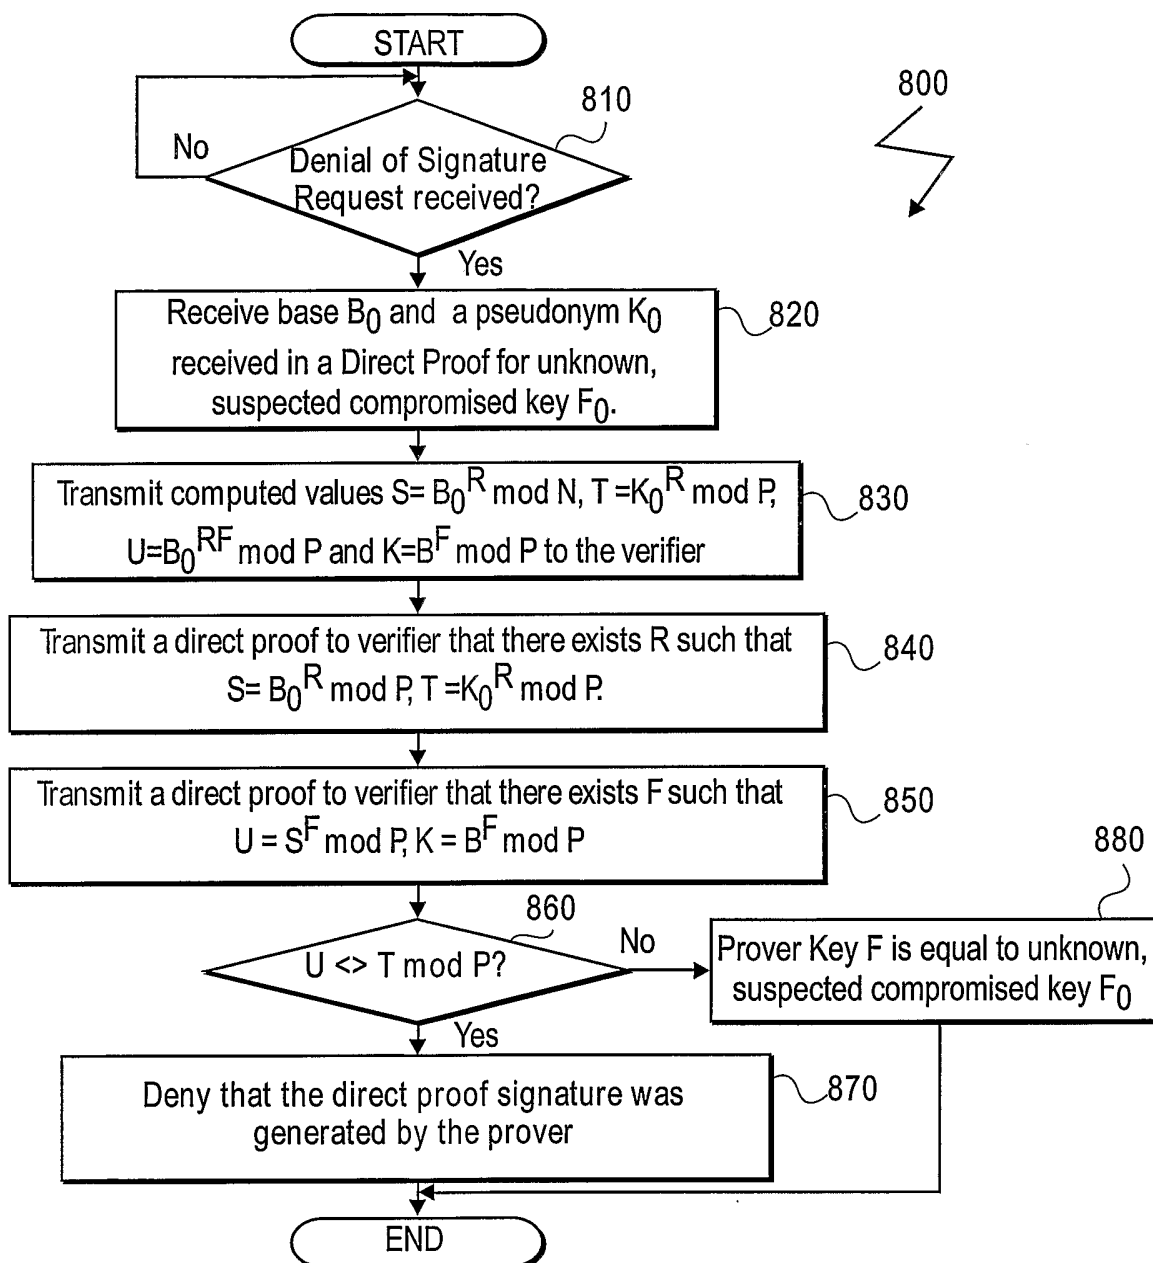 START
800
810
No
Denial of Signature
Request received?
Yes
Receive base B₀ and a pseudonym K₀
820
received in a Direct Proof for unknown,
suspected compromised key F₀.
Transmit computed values S= B₀ᴿ mod N, T =K₀ᴿ mod P,
830
U=B₀ᴿᶠ mod P and K=Bᶠ mod P to the verifier
Transmit a direct proof to verifier that there exists R such that
840
S= B₀ᴿ mod P, T =K₀ᴿ mod P.
Transmit a direct proof to verifier that there exists F such that
850
U = Sᶠ mod P, K = Bᶠ mod P
880
860
U <> T mod P?
No
Prover Key F is equal to unknown,
suspected compromised key F₀
Yes
Deny that the direct proof signature was
870
generated by the prover
END